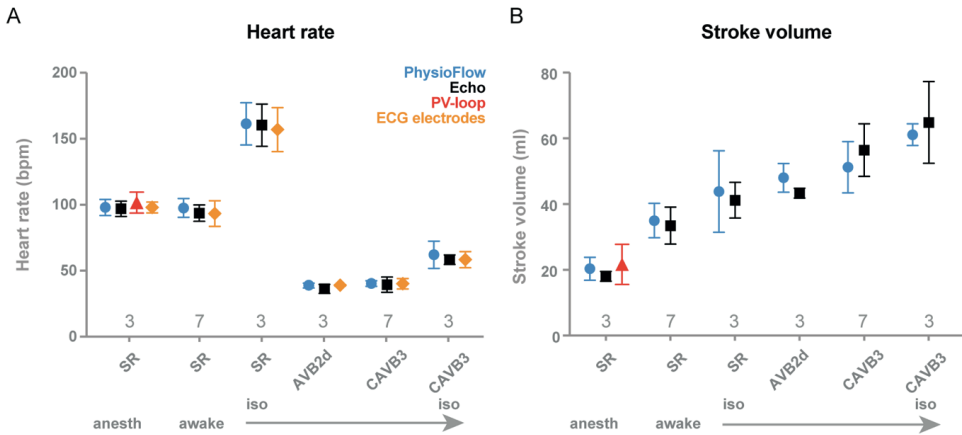 A
Heart rate
Heart rate (bpm)
200
150
100
50
0
PhysioFlow
Echo
PV-loop
ECG electrodes
3 7 3 3 7 3
SR SR SR AVB2d CAVB3 CAVB3
iso iso
anesth awake
B
Stroke volume
Stroke volume (ml)
80
60
40
20
0
3 7 3 3 7 3
SR SR SR AVB2d CAVB3 CAVB3
iso iso
anesth awake